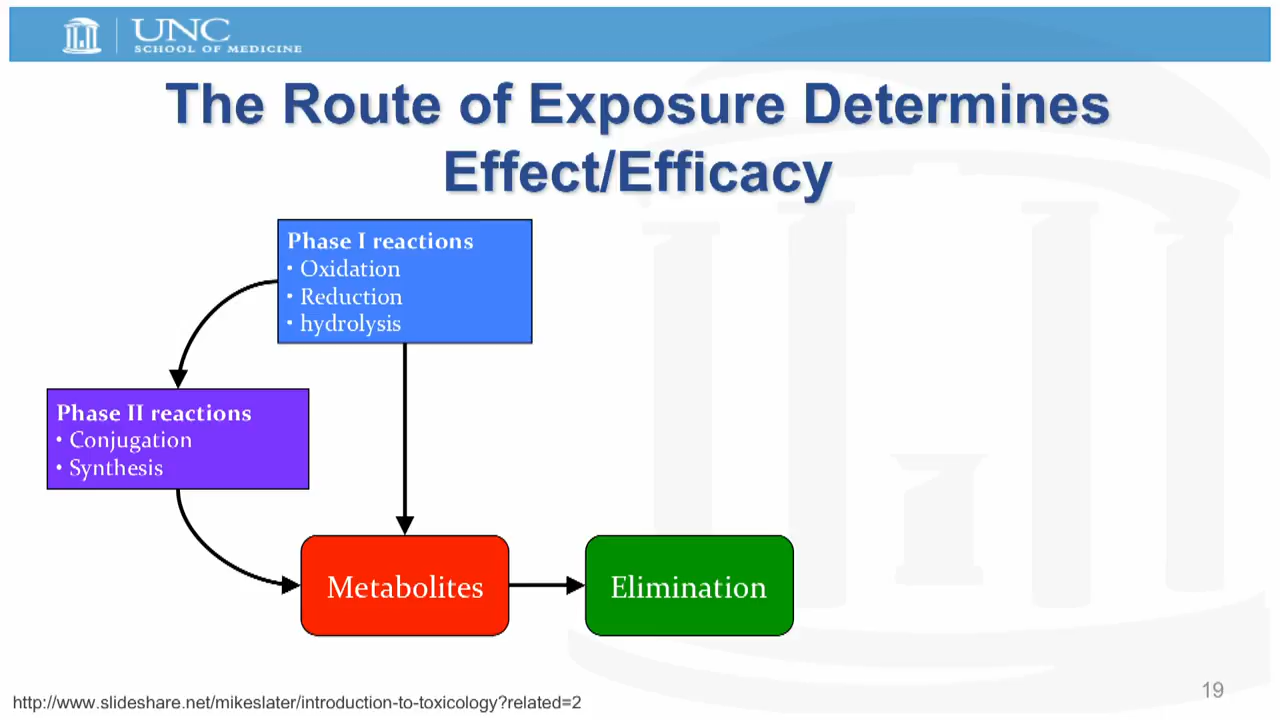 UNC
SCHOOL OF MEDICINE
The Route of Exposure Determines
Effect/Efficacy
Phase I reactions
• Oxidation
• Reduction
• hydrolysis
Phase II reactions
• Conjugation
• Synthesis
Metabolites
Elimination
http://www.slideshare.net/mikeslater/introduction-to-toxicology?related=2
19